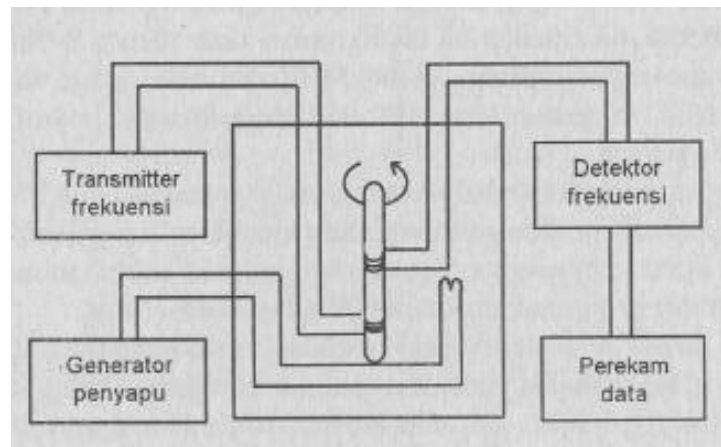 Transmitter
frekuensi
Detektor
frekuensi
Generator
penyapu
Perekam
data